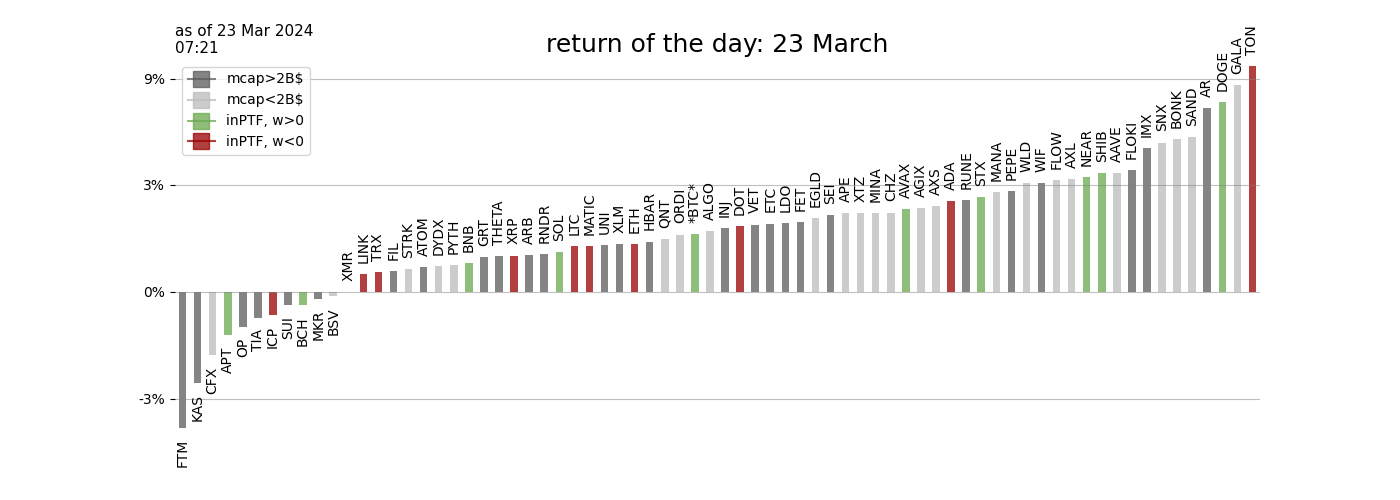 as of 23 Mar 2024
07:21
return of the day: 23 March
mcap>2B$
mcap<2B$
inPTF, w>0
inPTF, w<0
9%
3%
0%
-3%
FTM
KAS
CFX
APT
OP
TIA
ICP
SUI
BCH
MKR
BSV
XMR
LINK
TRX
FIL
STRK
ATOM
DYDX
PYTH
BNB
GRT
THETA
XRP
ARB
RNDR
SOL
LTC
MATIC
UNI
XLM
ETH
HBAR
QNT
ORDI
*BTC*
ALGO
INJ
DOT
VET
ETC
LDO
FET
EGLD
SEI
APE
XTZ
MINA
CHZ
AVAX
AGIX
AXS
ADA
RUNE
STX
MANA
PEPE
WLD
WIF
FLOW
AXL
NEAR
SHIB
AAVE
FLOKI
IMX
SNX
BONK
SAND
AR
DOGE
GALA
TON